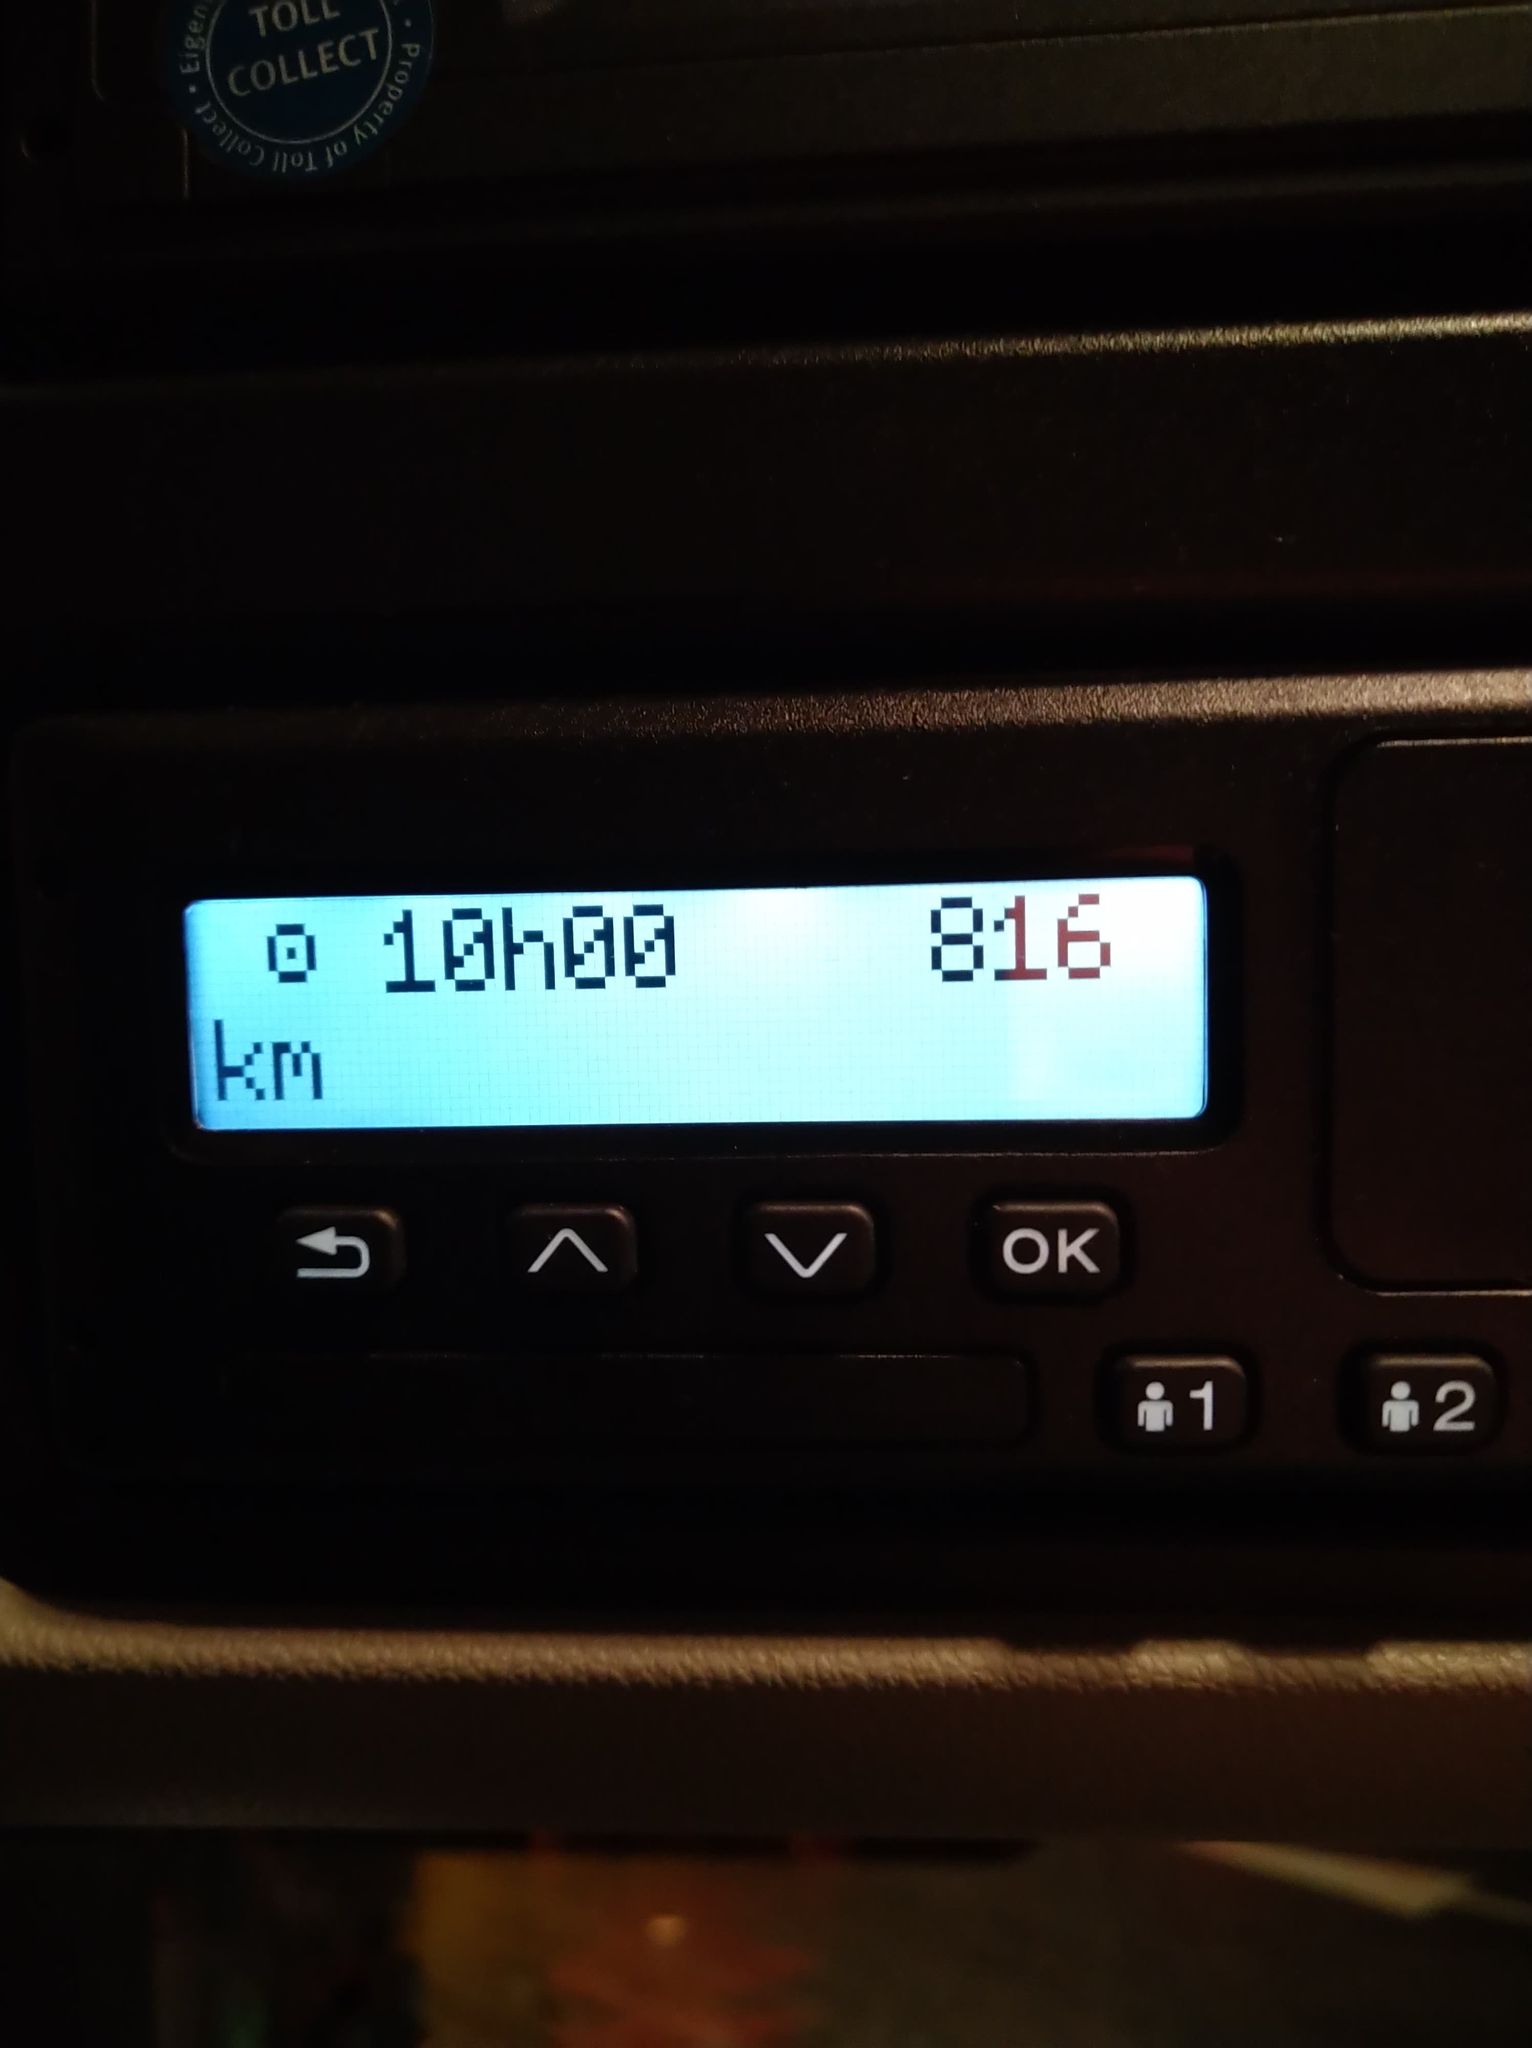 TOLL
COLLECT
Property of Toll Collect • Eigen
10h00 816
km
OK
1 2